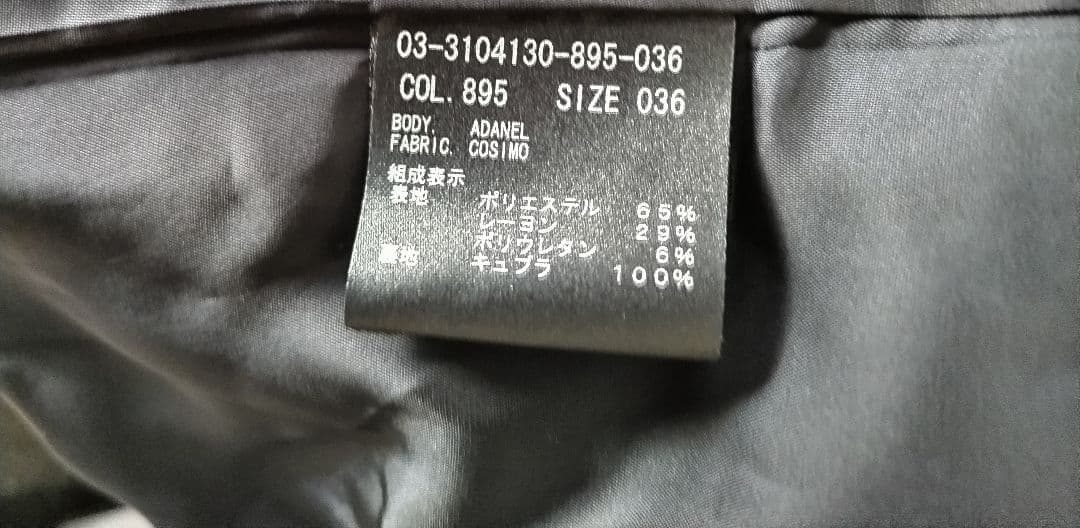 03-3104130-895-036
COL. 895 SIZE 036
BODY. ADANEL
FABRIC. COSIMO
組成表示
表地 ポリエステル 65%
レーヨン 29%
ポリウレタン 6%
裏地 キュプラ 100%